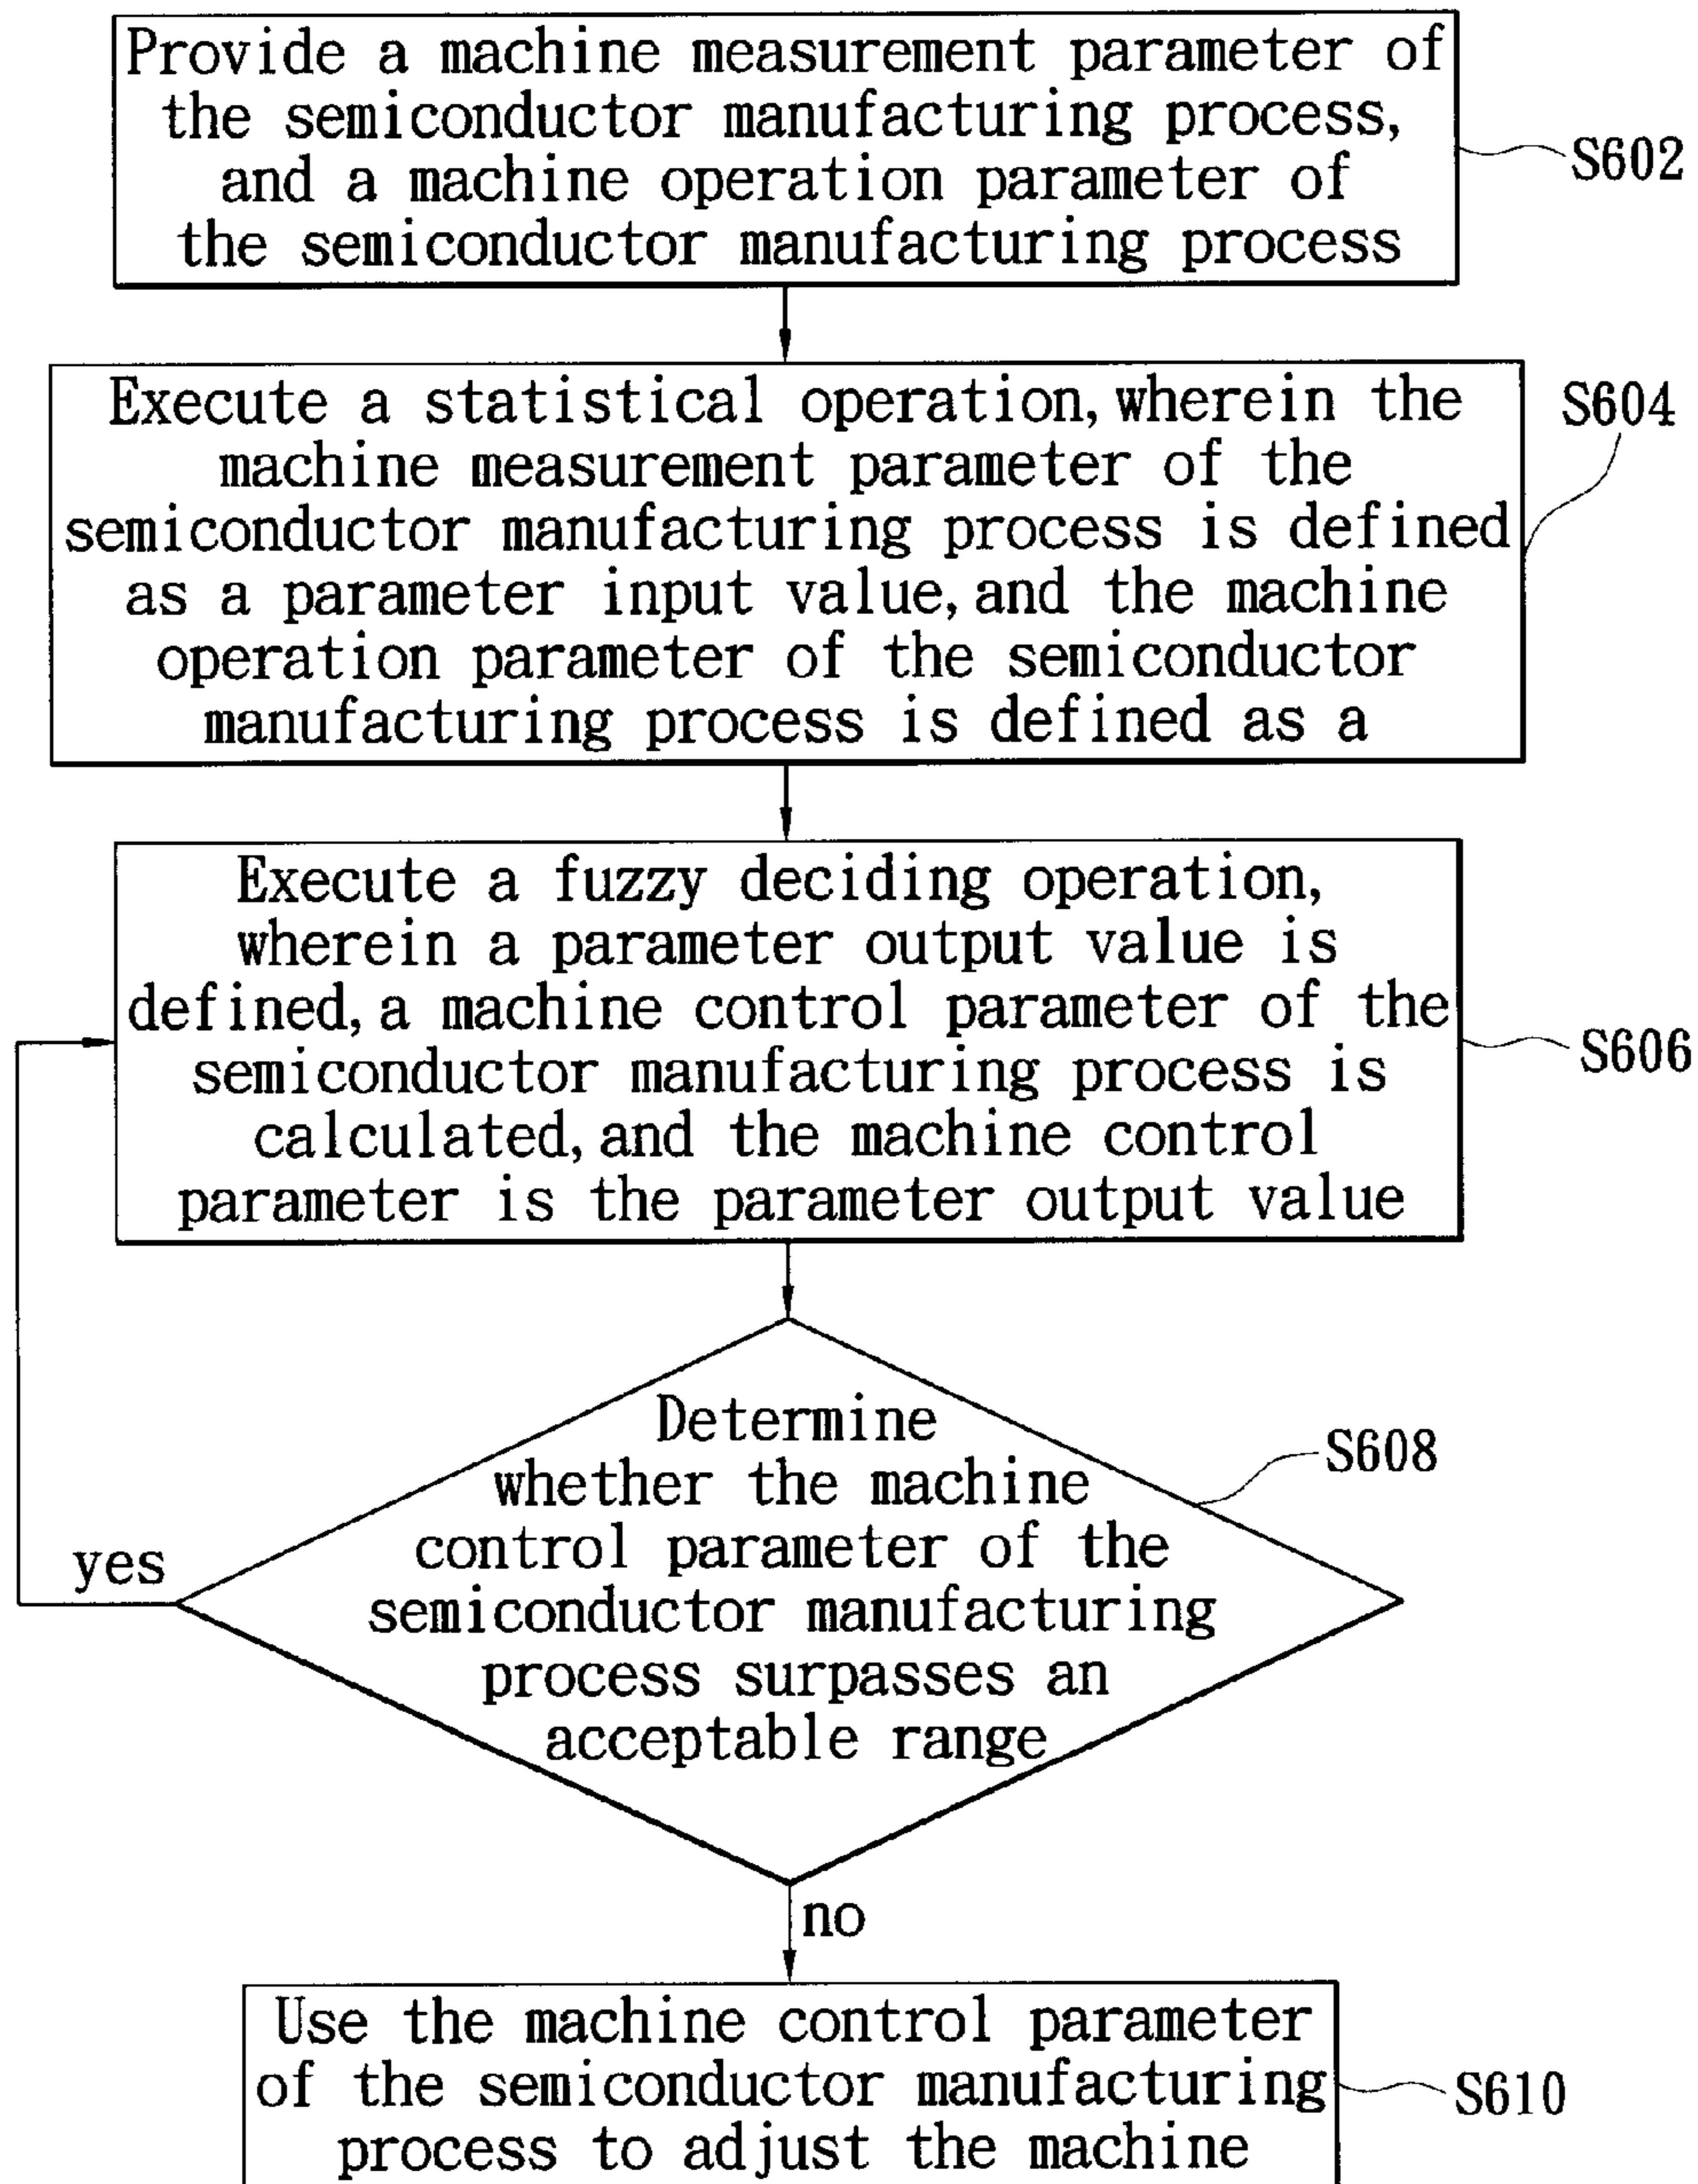 Provide a machine measurement parameter of
the semiconductor manufacturing process,
and a machine operation parameter of
the semiconductor manufacturing process
S602
Execute a statistical operation, wherein the
machine measurement parameter of the
semiconductor manufacturing process is defined
as a parameter input value, and the machine
operation parameter of the semiconductor
manufacturing process is defined as a
S604
Execute a fuzzy deciding operation,
wherein a parameter output value is
defined, a machine control parameter of the
semiconductor manufacturing process is
calculated, and the machine control
parameter is the parameter output value
S606
Determine
whether the machine
control parameter of the
semiconductor manufacturing
process surpasses an
acceptable range
S608
yes
no
Use the machine control parameter
of the semiconductor manufacturing
process to adjust the machine
S610